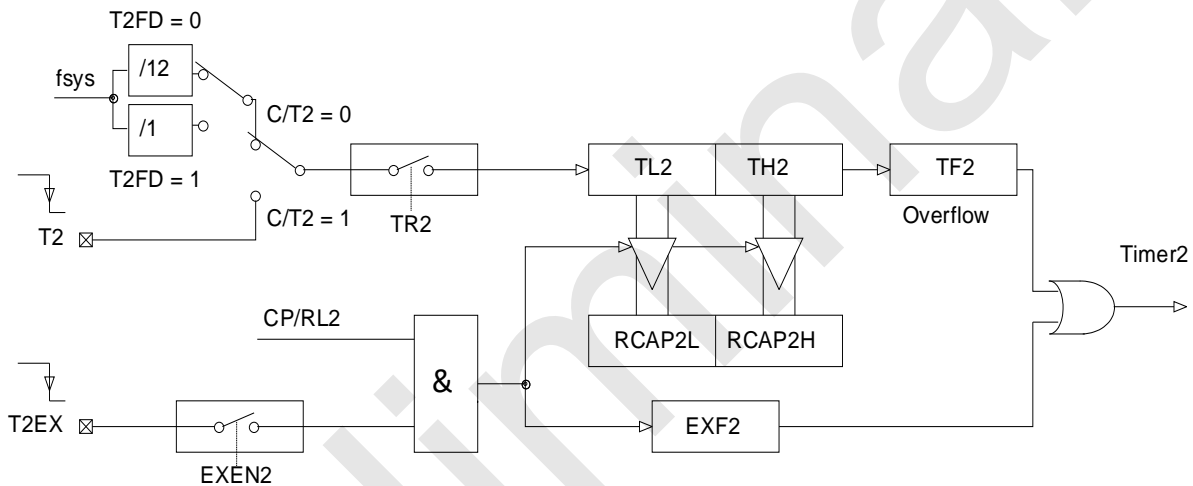 T2FD = 0
/12
fsys
C/T2 = 0
/1
T2FD = 1
TL2
TH2
TF2
Overflow
T2
C/T2 = 1
TR2
Timer2
CP/RL2
RCAP2L
RCAP2H
&
T2EX
EXF2
EXEN2